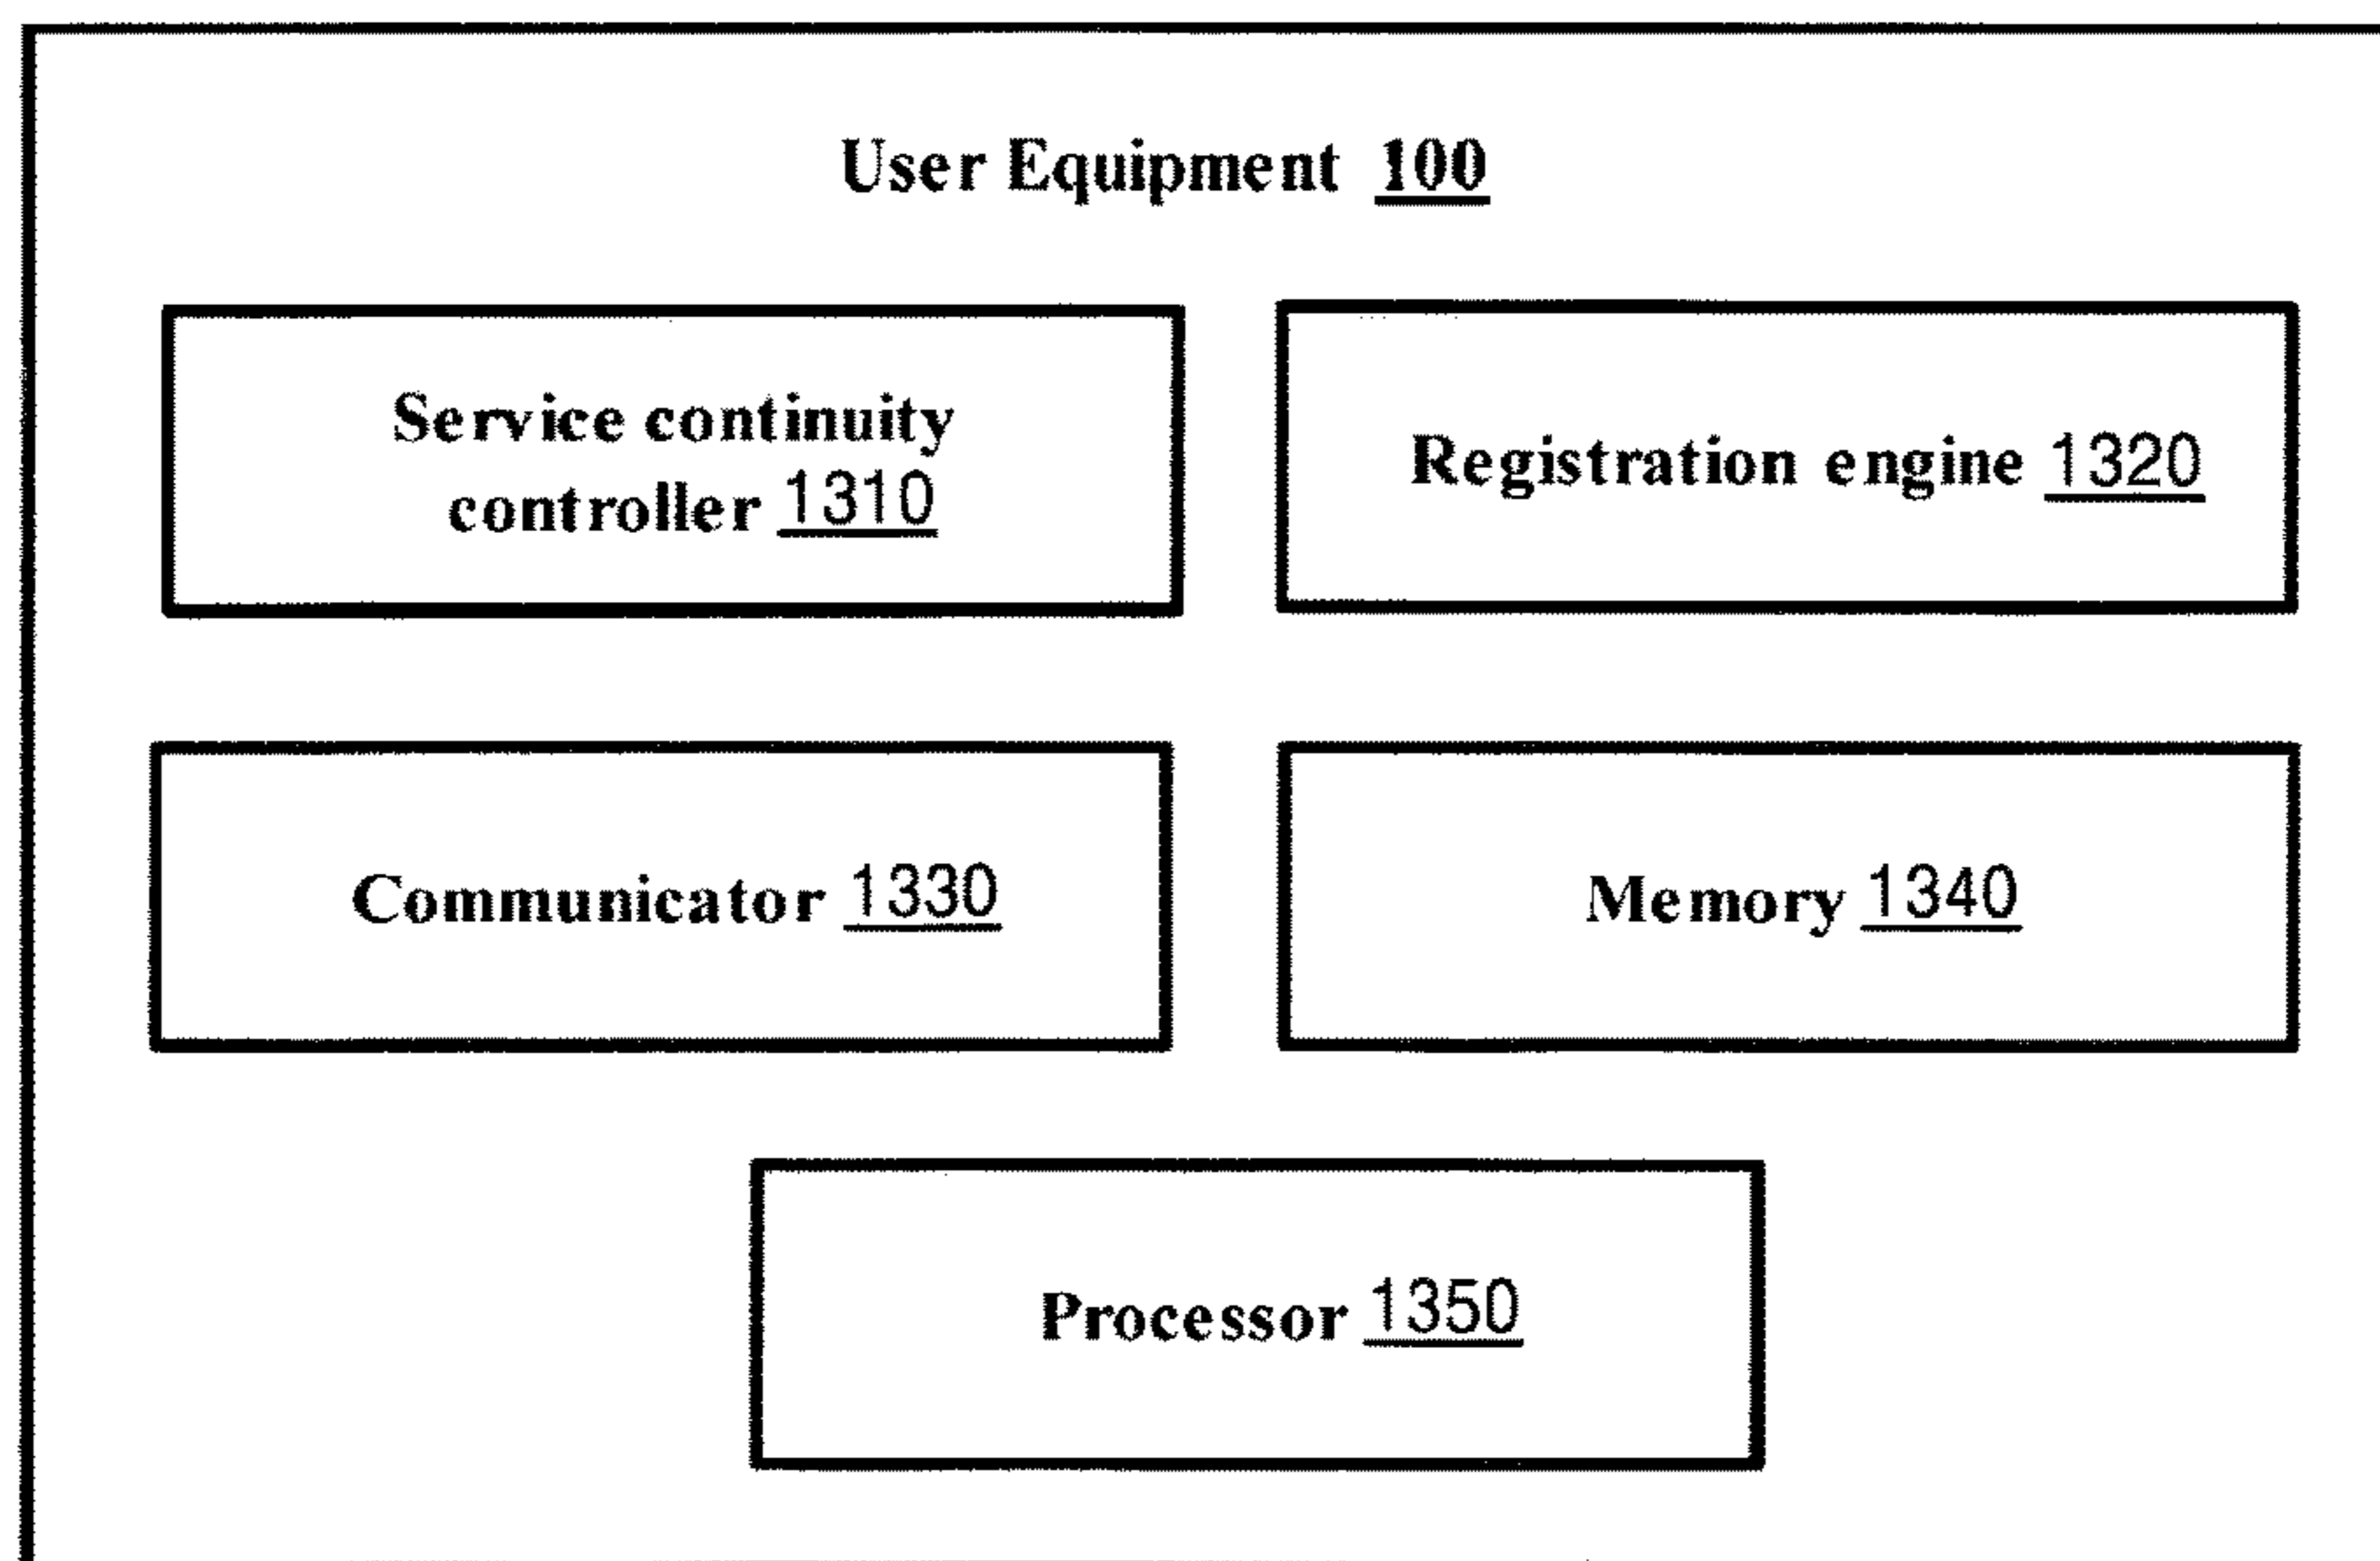 User Equipment 100
Service continuity
controller 1310
Registration engine 1320
Communicator 1330
Memory 1340
Processor 1350